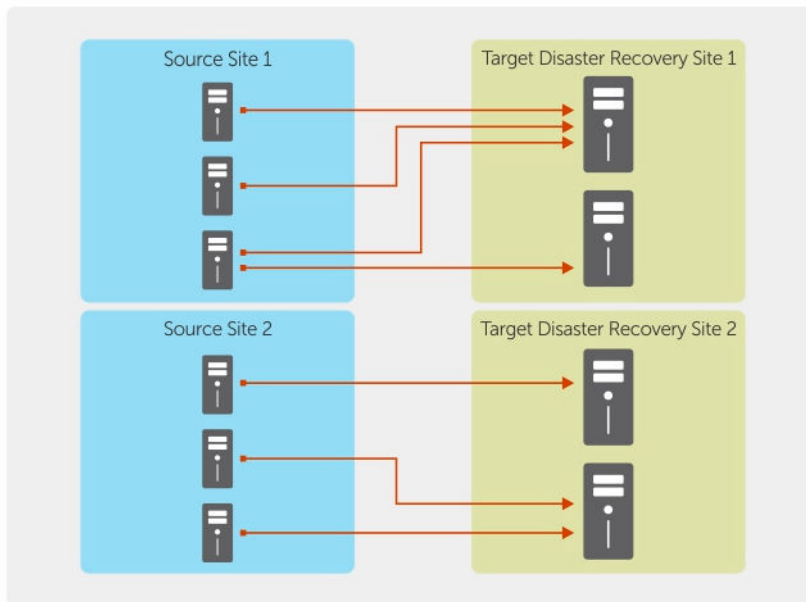 Source Site 1
Target Disaster Recovery Site 1
Source Site 2
Target Disaster Recovery Site 2